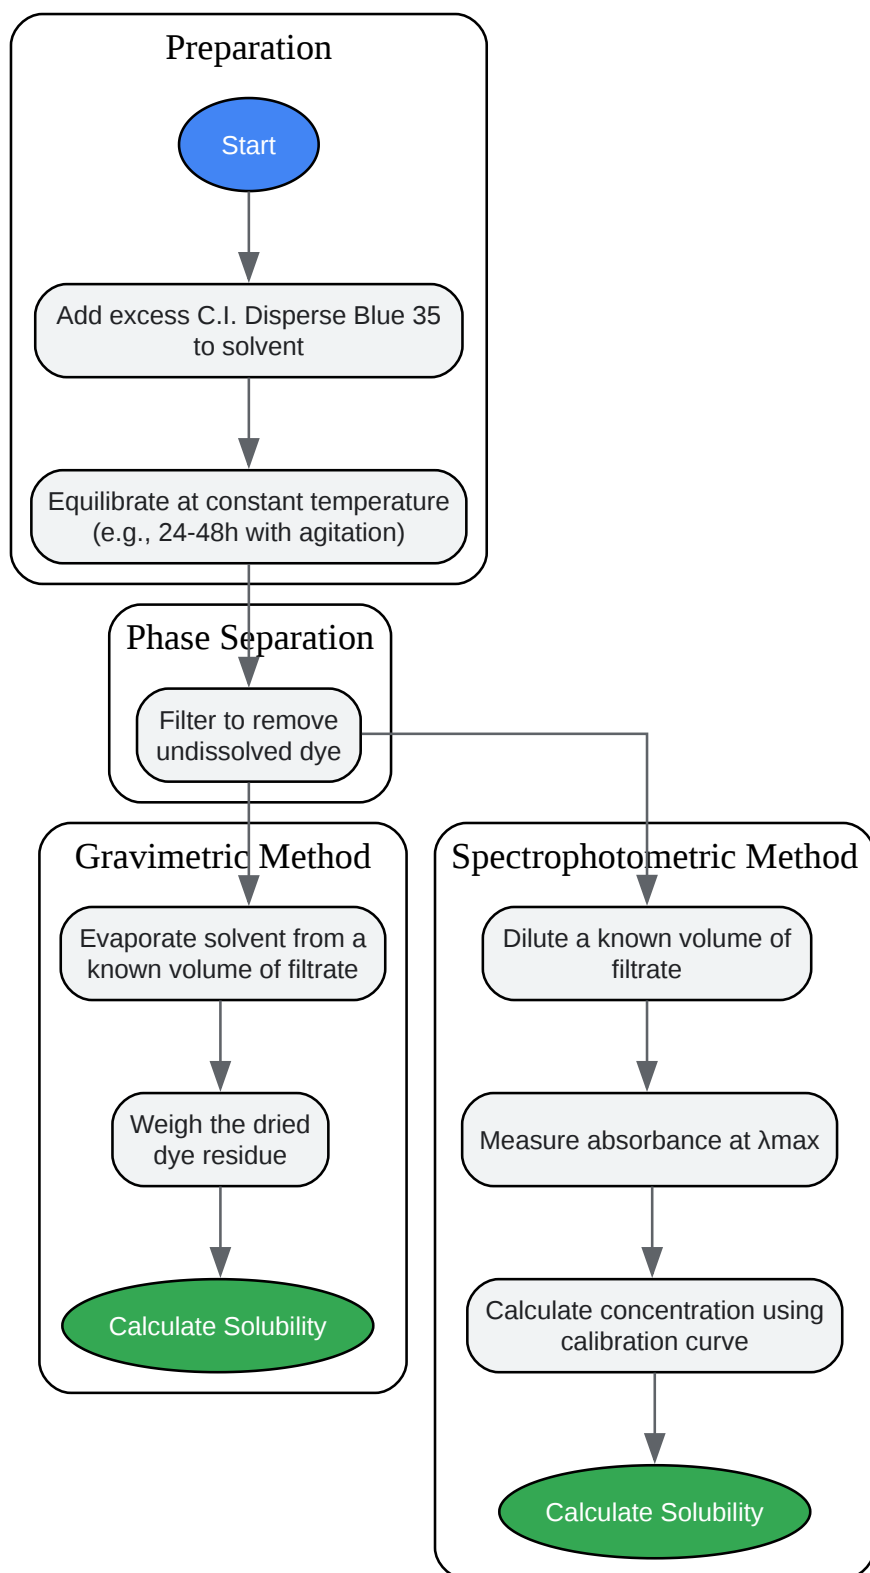 Preparation
Start
Add excess C.I. Disperse Blue 35
to solvent
Equilibrate at constant temperature
(e.g., 24-48h with agitation)
Phase Separation
Filter to remove
undissolved dye
Gravimetric Method
Evaporate solvent from a
known volume of filtrate
Weigh the dried
dye residue
Calculate Solubility
Spectrophotometric Method
Dilute a known volume of
filtrate
Measure absorbance at λmax
Calculate concentration using
calibration curve
Calculate Solubility